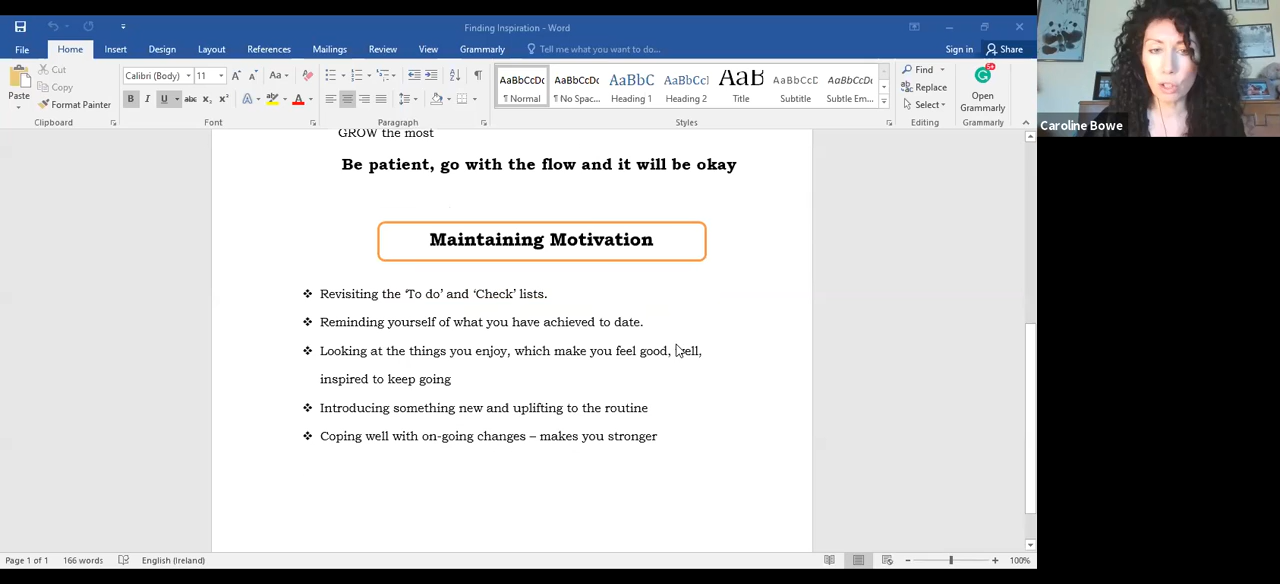 Finding Inspiration - Word
File Home Insert Design Layout References Mailings Review View Grammarly Tell me what you want to do... Sign in Share
Paste
Cut
Copy
Format Painter
Clipboard
Calibri (Body) 11
Font
Paragraph
AaBbCcDc AaBbCcDc AaBbC AaBbCcI AaB AaBbCcD AaBbCcDc
¶ Normal ¶ No Spac... Heading 1 Heading 2 Title Subtitle Subtle Em...
Styles
Find
Replace
Select
Editing
Open
Grammarly
Grammarly
Caroline Bowe
GROW the most
Be patient, go with the flow and it will be okay
Maintaining Motivation
❖ Revisiting the ‘To do’ and ‘Check’ lists.
❖ Reminding yourself of what you have achieved to date.
❖ Looking at the things you enjoy, which make you feel good, well,
inspired to keep going
❖ Introducing something new and uplifting to the routine
❖ Coping well with on-going changes – makes you stronger
Page 1 of 1 166 words English (Ireland) 100%